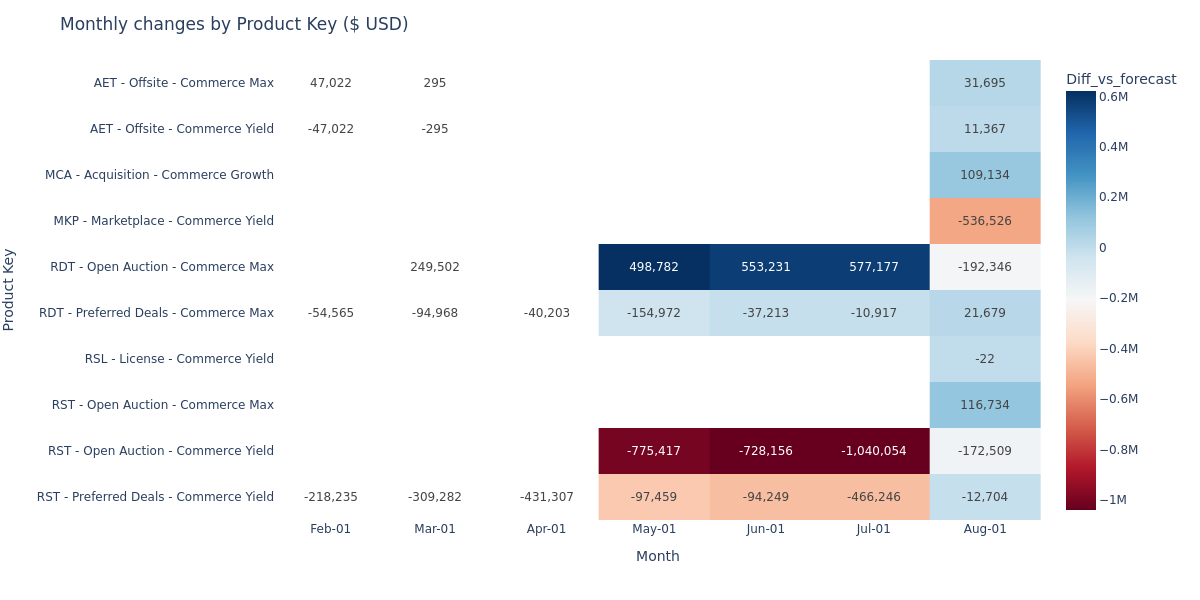 Monthly changes by Product Key ($ USD)
Diff_vs_forecast
AET - Offsite - Commerce Max 47,022 295 31,695
AET - Offsite - Commerce Yield -47,022 -295 11,367
MCA - Acquisition - Commerce Growth 109,134
MKP - Marketplace - Commerce Yield -536,526
RDT - Open Auction - Commerce Max 249,502 498,782 553,231 577,177 -192,346
RDT - Preferred Deals - Commerce Max -54,565 -94,968 -40,203 -154,972 -37,213 -10,917 21,679
RSL - License - Commerce Yield -22
RST - Open Auction - Commerce Max 116,734
RST - Open Auction - Commerce Yield -775,417 -728,156 -1,040,054 -172,509
RST - Preferred Deals - Commerce Yield -218,235 -309,282 -431,307 -97,459 -94,249 -466,246 -12,704
Feb-01 Mar-01 Apr-01 May-01 Jun-01 Jul-01 Aug-01
Month
Product Key
0.6M
0.4M
0.2M
0
−0.2M
−0.4M
−0.6M
−0.8M
−1M